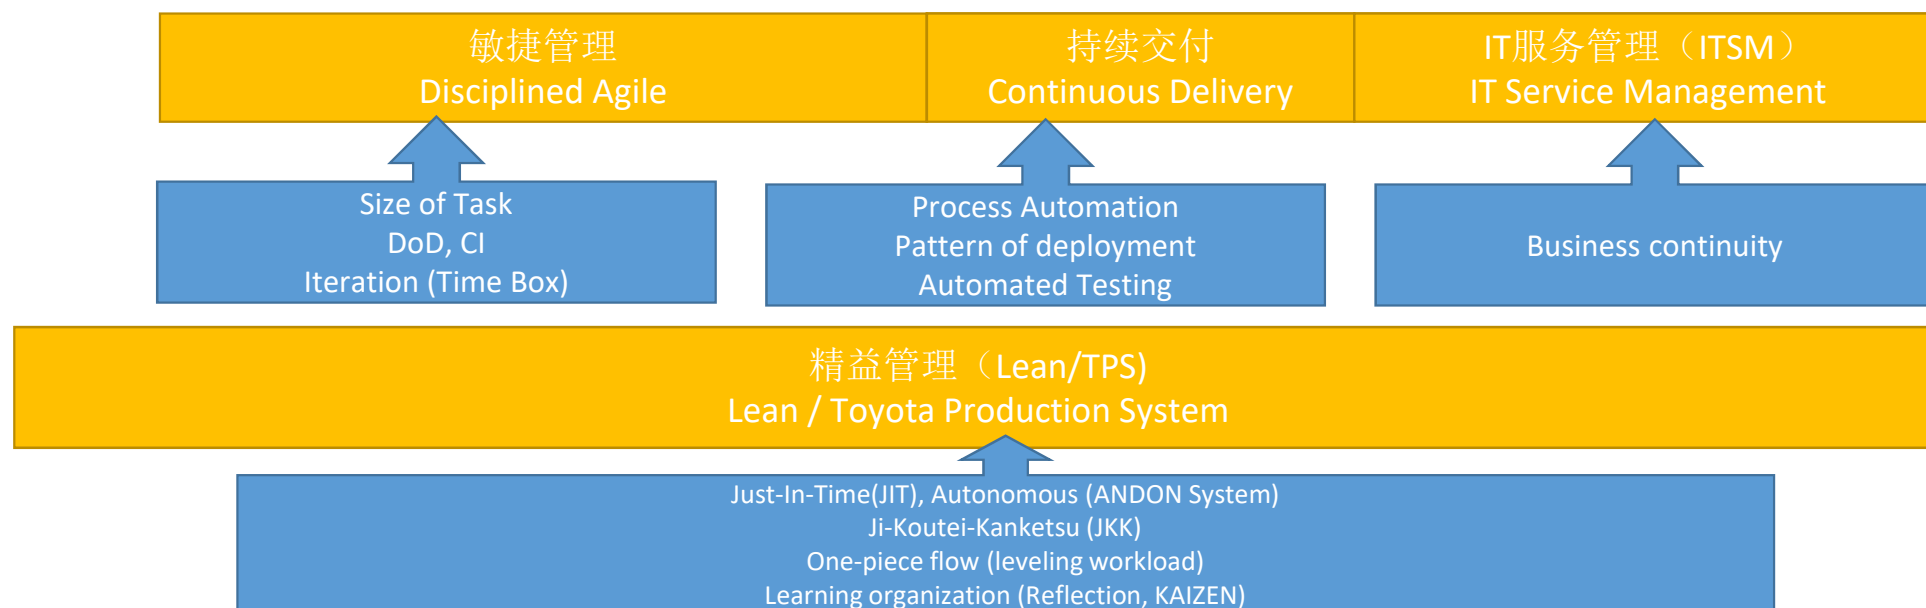 敏捷管理
Disciplined Agile
持续交付
Continuous Delivery
IT服务管理（ITSM）
IT Service Management
Size of Task
DoD, CI
Iteration (Time Box)
Process Automation
Pattern of deployment
Automated Testing
Business continuity
精益管理（Lean/TPS)
Lean / Toyota Production System
Just-In-Time(JIT), Autonomous (ANDON System)
Ji-Koutei-Kanketsu (JKK)
One-piece flow (leveling workload)
Learning organization (Reflection, KAIZEN)